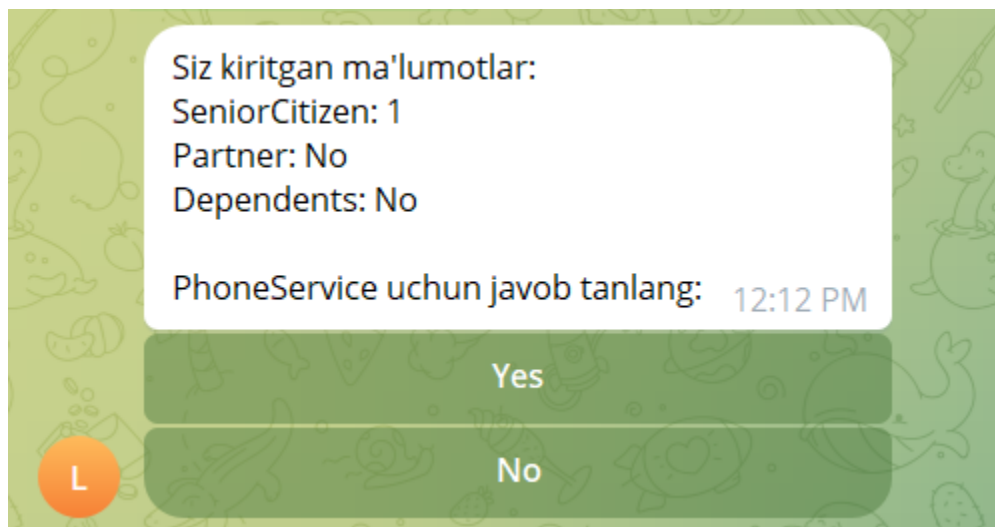 Siz kiritgan ma'lumotlar:
SeniorCitizen: 1
Partner: No
Dependents: No
PhoneService uchun javob tanlang:
12:12 PM
Yes
No
L